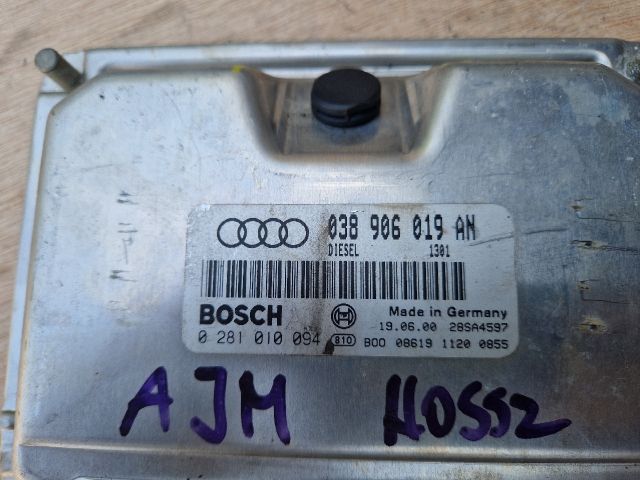 038 906 019 AN
DIESEL 1301
BOSCH Made in Germany
19.06.00 28SA4597
0 281 010 094 810 B00 08619 1120 0855
AJM HOSSZ